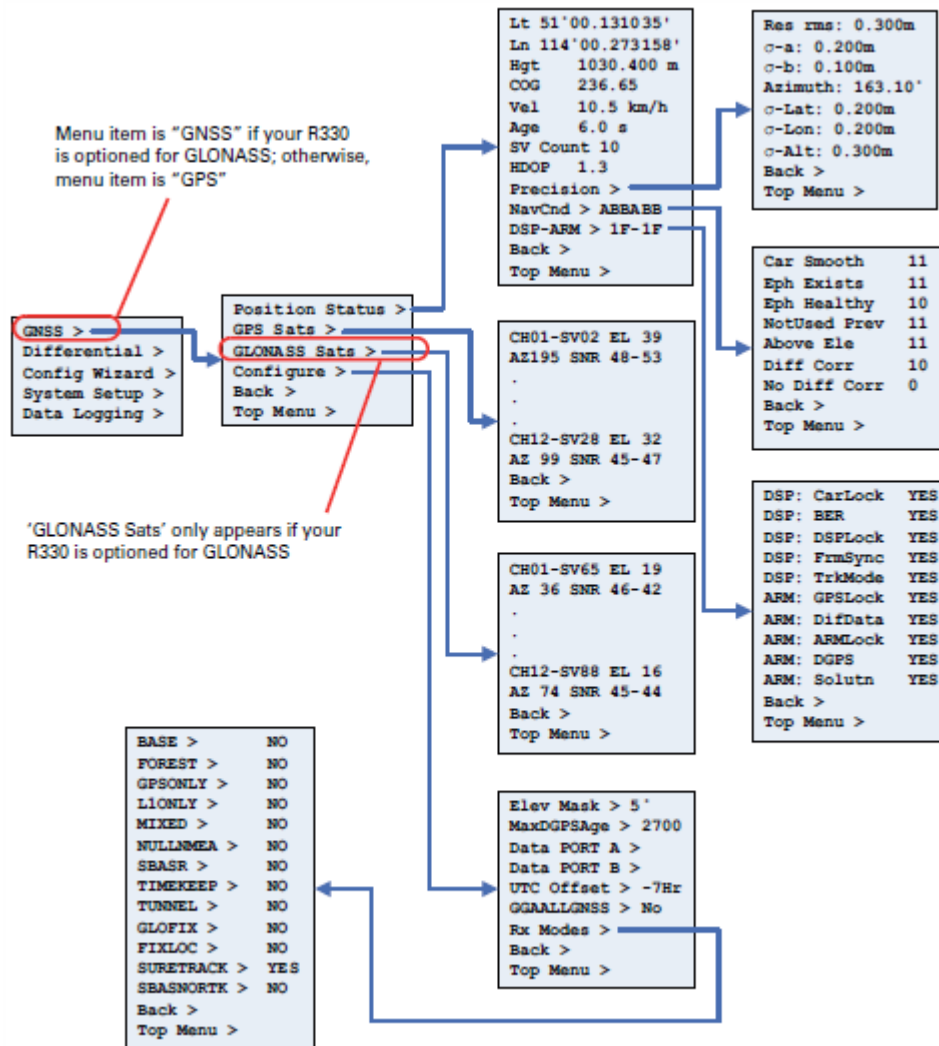 Menu item is "GNSS" if your R330
is optioned for GLONASS; otherwise,
menu item is "GPS"
GNSS >
Differential >
Config Wizard >
System Setup >
Data Logging >
Position Status >
GPS Sats >
GLONASS Sats >
Configure >
Back >
Top Menu >
'GLONASS Sats' only appears if your
R330 is optioned for GLONASS
Lt 51°00.131035'
Ln 114°00.273158'
Hgt 1030.400 m
COG 236.65
Vel 10.5 km/h
Age 6.0 s
SV Count 10
HDOP 1.3
Precision >
NavCnd > ABBABB
DSP-ARM > 1F-1F
Back >
Top Menu >
Res rms: 0.300m
σ-a: 0.200m
σ-b: 0.100m
Azimuth: 163.10°
σ-Lat: 0.200m
σ-Lon: 0.200m
σ-Alt: 0.300m
Back >
Top Menu >
Car Smooth 11
Eph Exists 11
Eph Healthy 10
NotUsed Prev 11
Above Ele 11
Diff Corr 10
No Diff Corr 0
Back >
Top Menu >
CH01-SV02 EL 39
AZ195 SNR 48-53
.
.
.
CH12-SV28 EL 32
AZ 99 SNR 45-47
Back >
Top Menu >
DSP: CarLock YES
DSP: BER YES
DSP: DSPLock YES
DSP: FrmSync YES
DSP: TrkMode YES
ARM: GPSLock YES
ARM: DifData YES
ARM: ARMLock YES
ARM: DGPS YES
ARM: Solutn YES
Back >
Top Menu >
CH01-SV65 EL 19
AZ 36 SNR 46-42
.
.
.
CH12-SV88 EL 16
AZ 74 SNR 45-44
Back >
Top Menu >
Elev Mask > 5°
MaxDGPSAge > 2700
Data PORT A >
Data PORT B >
UTC Offset > -7Hr
GGAALLGNSS > No
Rx Modes >
Back >
Top Menu >
BASE > NO
FOREST > NO
GPSONLY > NO
L1ONLY > NO
MIXED > NO
NULLNMEA > NO
SBASR > NO
TIMEKEEP > NO
TUNNEL > NO
GLOFIX > NO
FIXLOC > NO
SURETRACK > YES
SBASNORTK > NO
Back >
Top Menu >